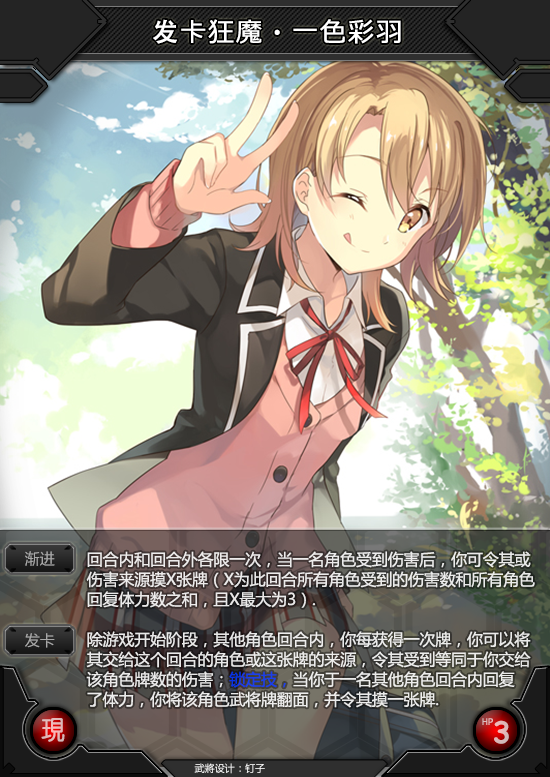 发卡狂魔·一色彩羽
渐进
回合内和回合外各限一次，当一名角色受到伤害后，你可令其或
伤害来源摸X张牌（X为此回合所有角色受到的伤害数和所有角色
回复体力数之和，且X最大为3）.
发卡
除游戏开始阶段，其他角色回合内，你每获得一次牌，你可以将
其交给这个回合的角色或这张牌的来源，令其受到等同于你交给
该角色牌数的伤害；锁定技，当你于一名其他角色回合内回复
了体力，你将该角色武将牌翻面，并令其摸一张牌.
現
HP
3
武將设计：钉子